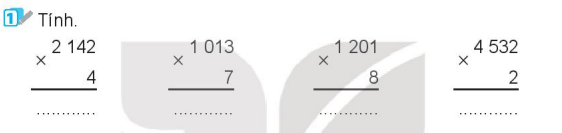 1 Tính.
2 142 1 013 1 201 4 532
× 4 × 7 × 8 × 2
............ ............ ............ ............